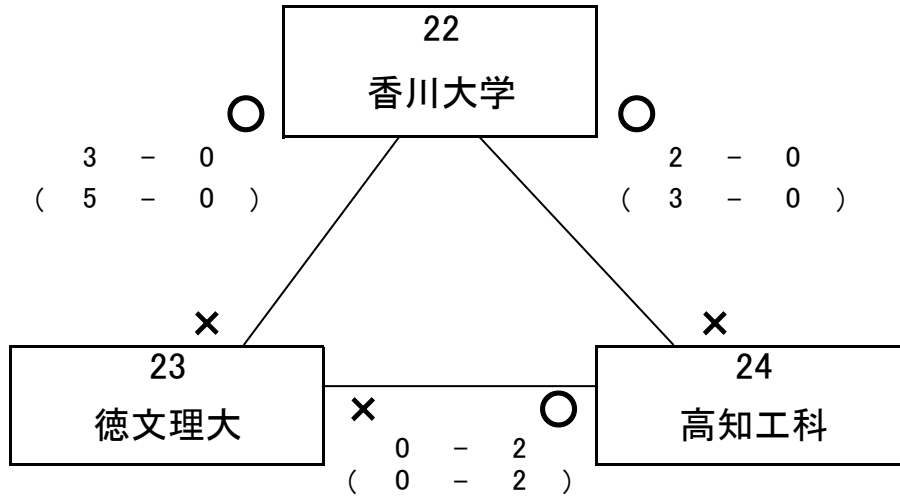 22
香川大学
○ ○
3 － 0
( 5 － 0 )
2 － 0
( 3 － 0 )
× ×
23
徳文理大
24
高知工科
× ○
0 － 2
( 0 － 2 )